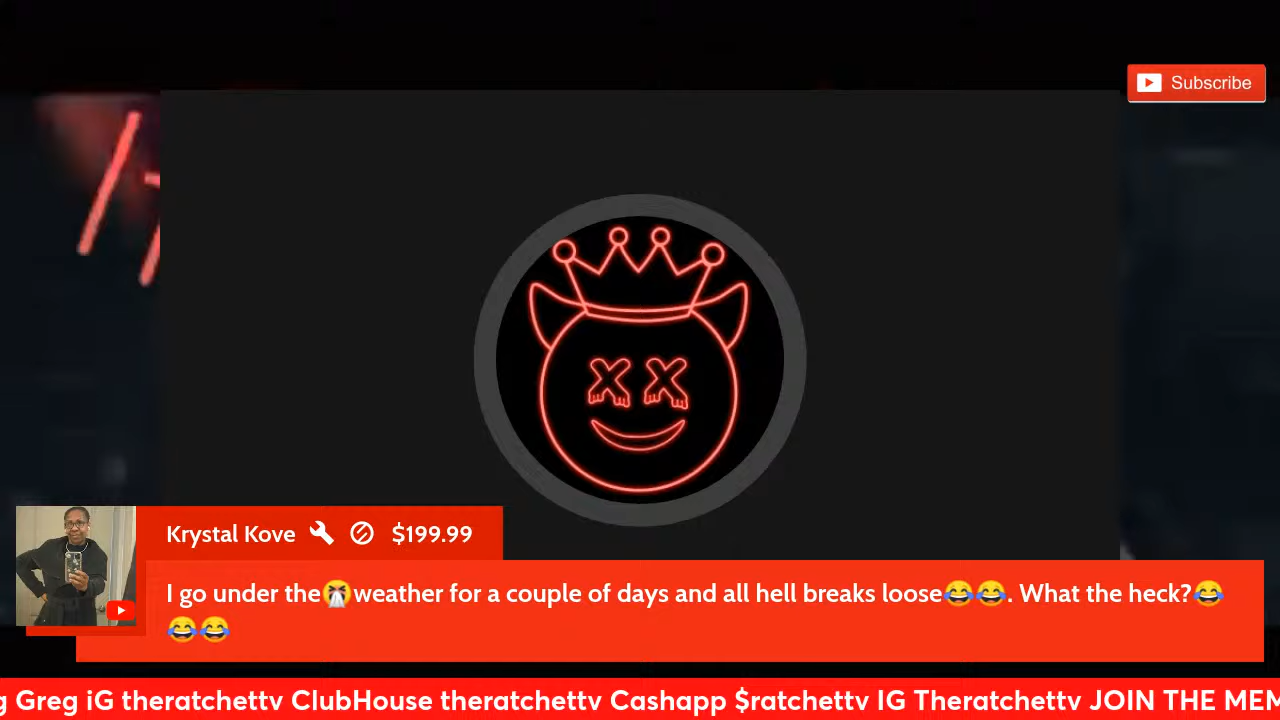 Subscribe
Krystal Kove $199.99
I go under the🤧weather for a couple of days and all hell breaks loose😂😂. What the heck?😂
😂😂
g Greg iG theratchettv ClubHouse theratchettv Cashapp $ratchettv IG Theratchettv JOIN THE MEM